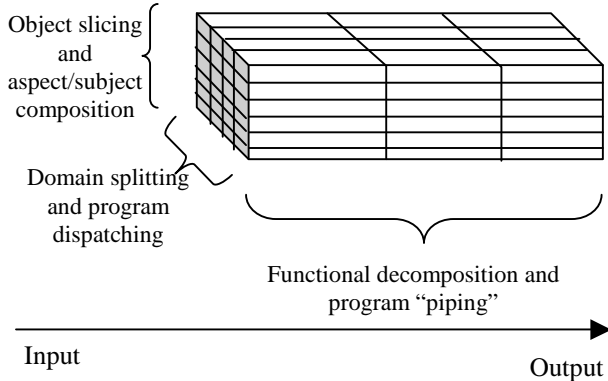 Object slicing
and
aspect/subject
composition
Domain splitting
and program
dispatching
Functional decomposition and
program “piping”
Input
Output